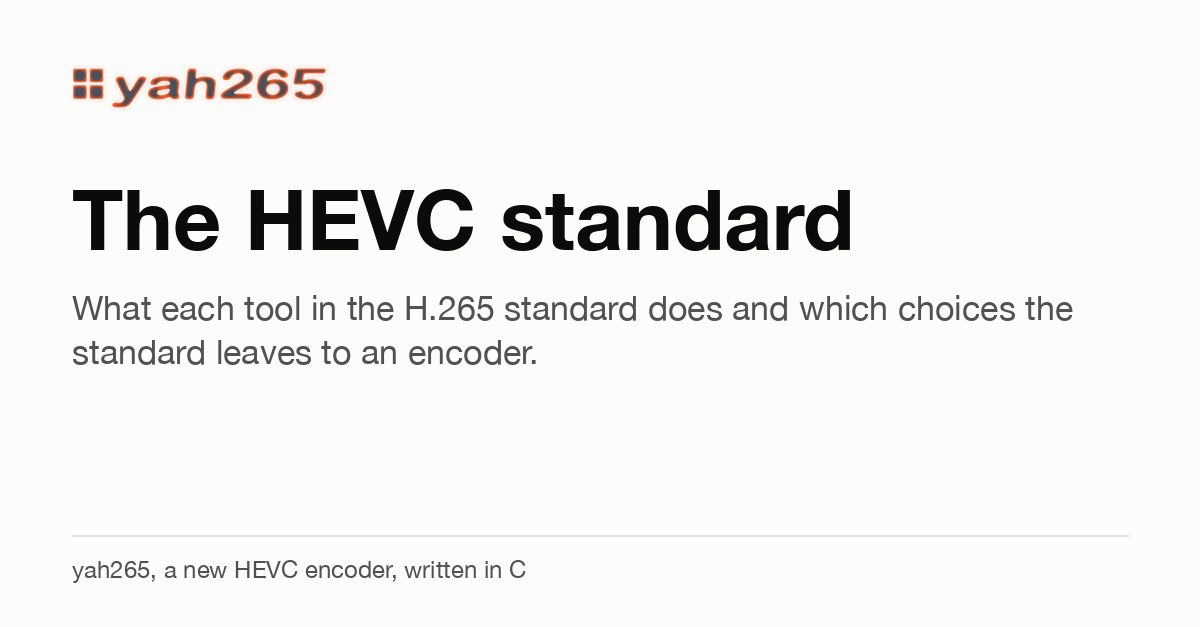 yah265
The HEVC standard
What each tool in the H.265 standard does and which choices the
standard leaves to an encoder.
yah265, a new HEVC encoder, written in C